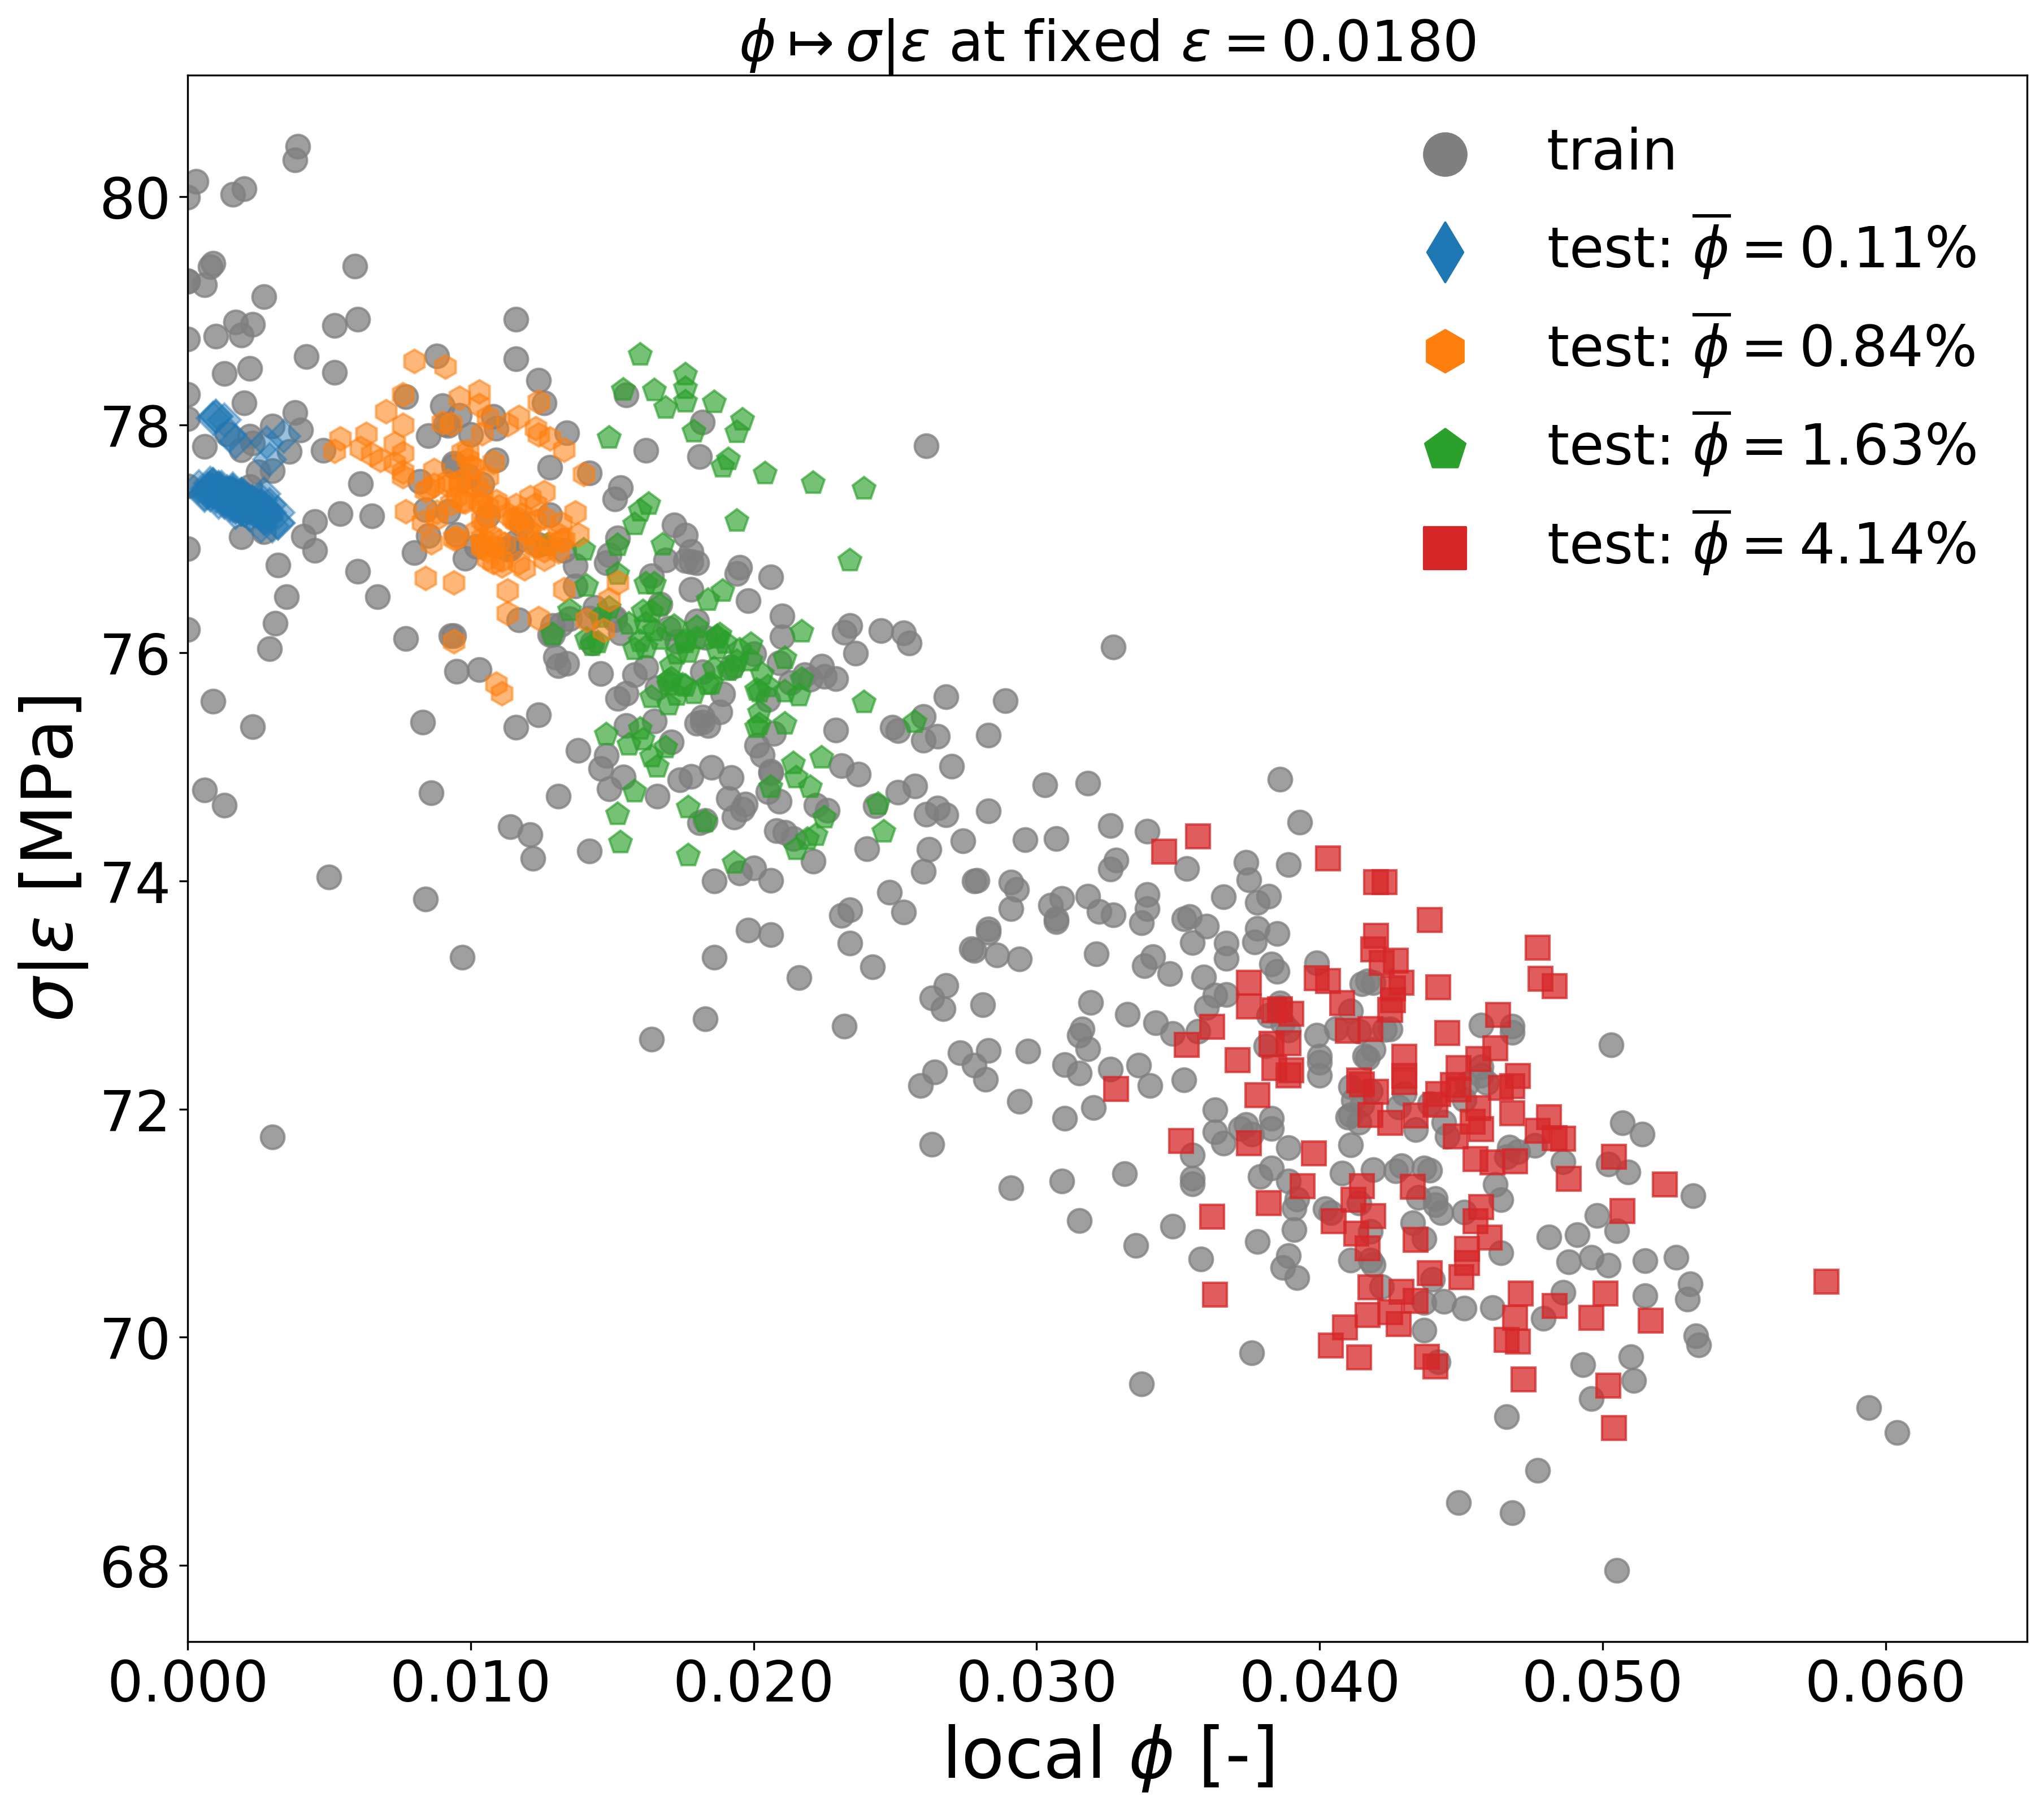 ϕ ↦ σ|ε at fixed ε = 0.0180
train
test: ϕ̅ = 0.11%
test: ϕ̅ = 0.84%
test: ϕ̅ = 1.63%
test: ϕ̅ = 4.14%
σ|ε [MPa]
80
78
76
74
72
70
68
0.000 0.010 0.020 0.030 0.040 0.050 0.060
local ϕ [-]